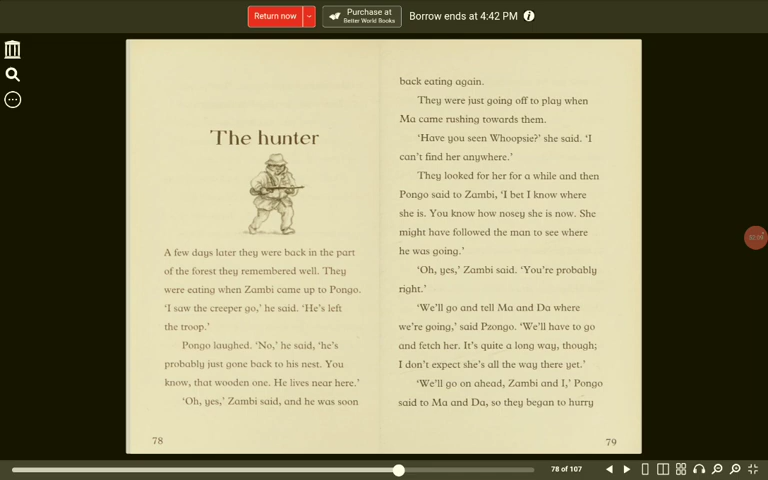 Return now
Purchase at
Better World Books
Borrow ends at 4:42 PM
The hunter
A few days later they were back in the part
of the forest they remembered well. They
were eating when Zambi came up to Pongo.
‘I saw the creeper go,’ he said. ‘He’s left
the troop.’
Pongo laughed. ‘No,’ he said, ‘he’s
probably just gone back to his nest. You
know, that wooden one. He lives near here.’
‘Oh, yes,’ Zambi said, and he was soon
78
back eating again.
They were just going off to play when
Ma came rushing towards them.
‘Have you seen Whoopsie?’ she said. ‘I
can’t find her anywhere.’
They looked for her for a while and then
Pongo said to Zambi, ‘I bet I know where
she is. You know how nosey she is now. She
might have followed the man to see where
he was going.’
‘Oh, yes,’ Zambi said. ‘You’re probably
right.’
‘We’ll go and tell Ma and Da where
we’re going,’ said Pzongo. ‘We’ll have to go
and fetch her. It’s quite a long way, though;
I don’t expect she’s all the way there yet.’
‘We’ll go on ahead, Zambi and I,’ Pongo
said to Ma and Da, so they began to hurry
79
78 of 107